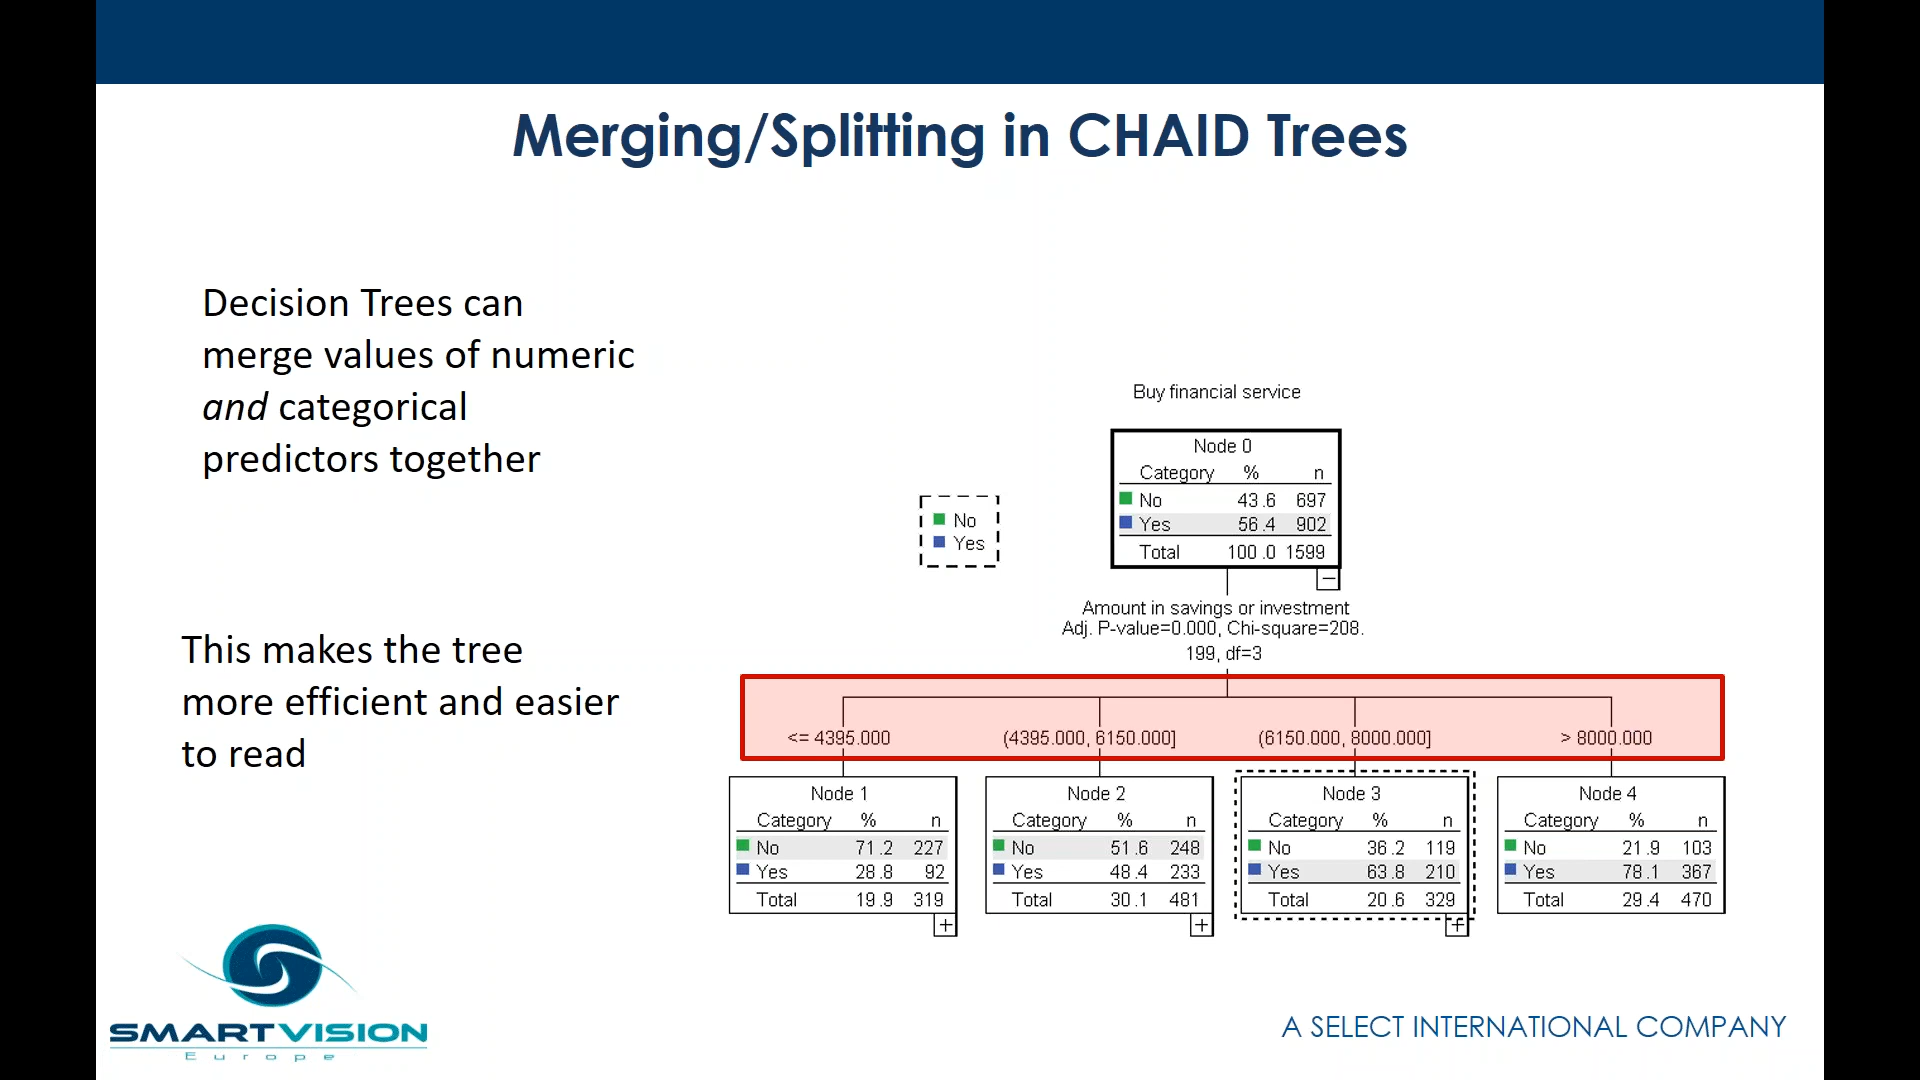 Merging/Splitting in CHAID Trees
Decision Trees can
merge values of numeric
and categorical
predictors together
This makes the tree
more efficient and easier
to read
Buy financial service
No
Yes
Node 0
Category % n
No 43.6 697
Yes 56.4 902
Total 100.0 1599
Amount in savings or investment
Adj. P-value=0.000, Chi-square=208.
199, df=3
<= 4395.000 (4395.000, 6150.000] (6150.000, 8000.000] > 8000.000
Node 1
Category % n
No 71.2 227
Yes 28.8 92
Total 19.9 319
Node 2
Category % n
No 51.6 248
Yes 48.4 233
Total 30.1 481
Node 3
Category % n
No 36.2 119
Yes 63.8 210
Total 20.6 329
Node 4
Category % n
No 21.9 103
Yes 78.1 367
Total 29.4 470
SMARTVISION
Europe
A SELECT INTERNATIONAL COMPANY